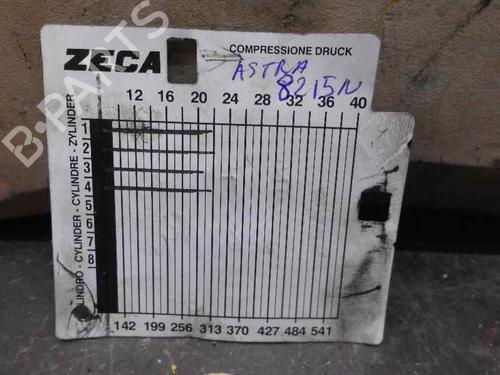 ZECA
COMPRESSIONE DRUCK
ASTRA
8215N
12 16 20 24 28 32 36 40
LINDRO - CYLINDER - CYLINDRE - ZYLINDER
1
2
3
4
5
6
7
8
142 199 256 313 370 427 484 541
B-PARTS